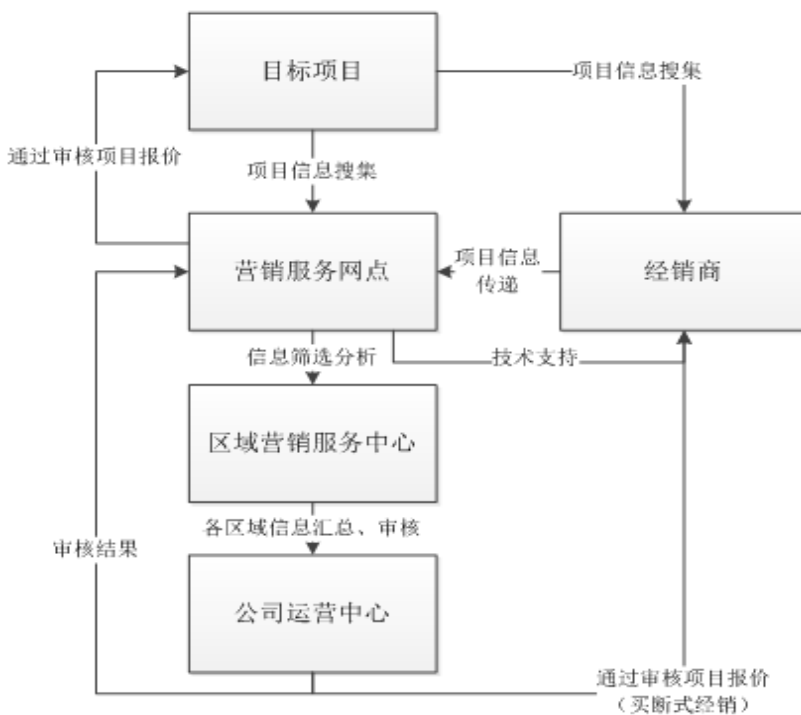 目标项目
项目信息搜集
通过审核项目报价
项目信息搜集
营销服务网点
项目信息
传递
经销商
信息筛选分析
技术支持
区域营销服务中心
各区域信息汇总、审核
审核结果
公司运营中心
通过审核项目报价
（买断式经销）